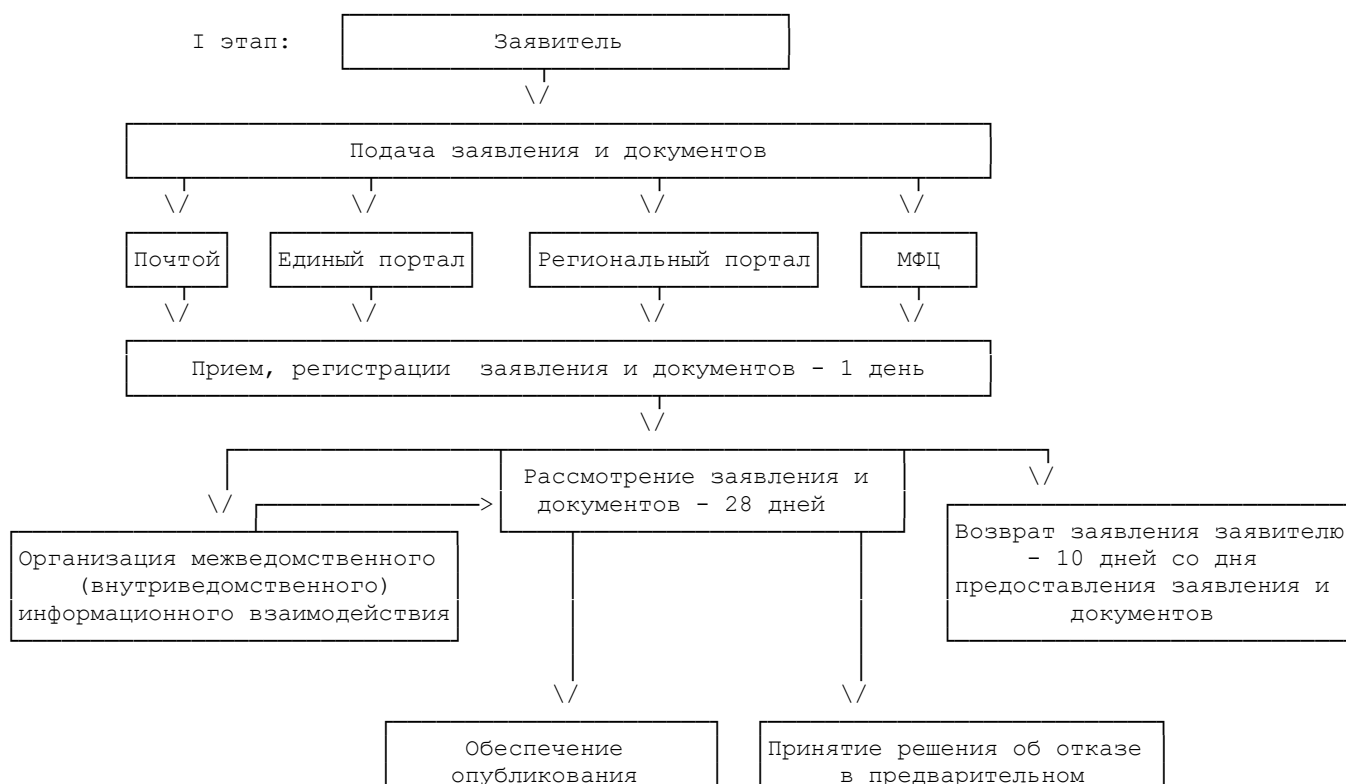 I этап: Заявитель
Подача заявления и документов
Почтой Единый портал Региональный портал МФЦ
Прием, регистрации заявления и документов - 1 день
Рассмотрение заявления и
документов - 28 дней
Возврат заявления заявителю
- 10 дней со дня
предоставления заявления и
документов
Организация межведомственного
(внутриведомственного)
информационного взаимодействия
Обеспечение
опубликования
Принятие решения об отказе
в предварительном